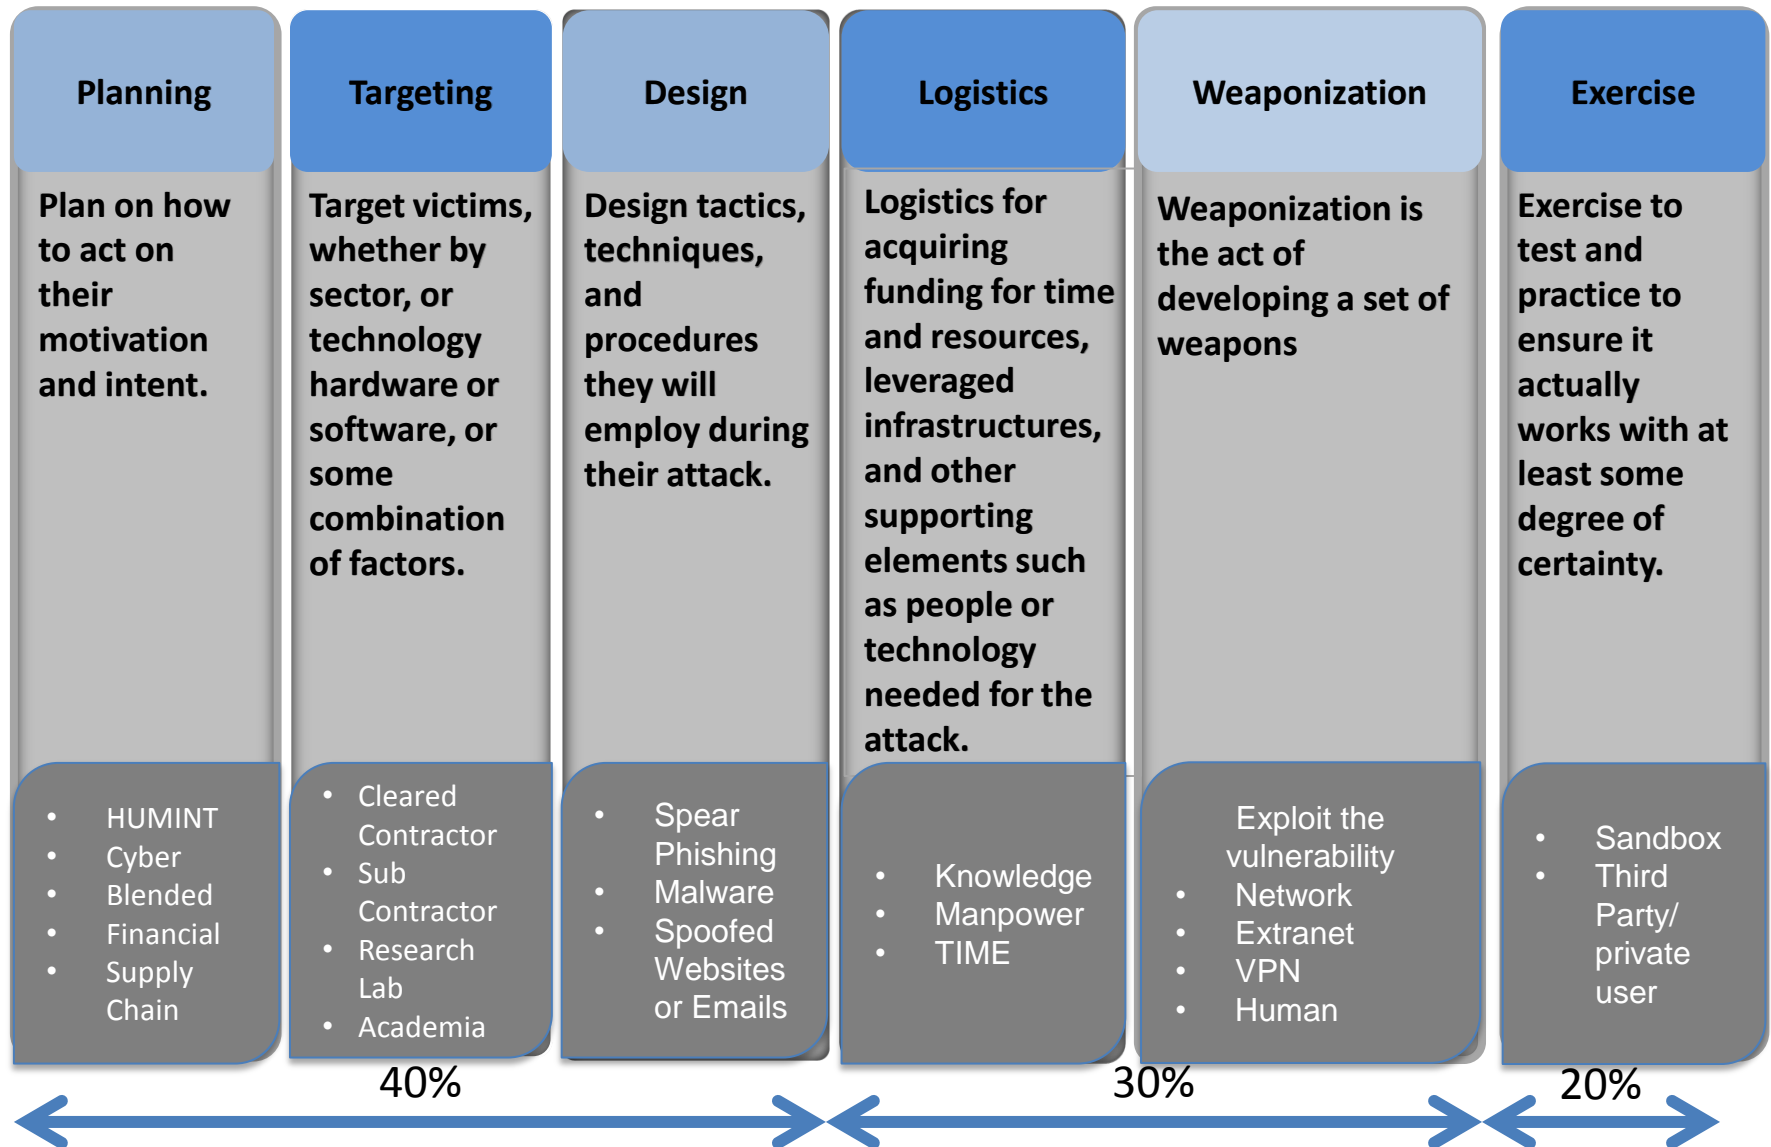 Planning
Plan on how
to act on
their
motivation
and intent.
• HUMINT
• Cyber
• Blended
• Financial
• Supply
Chain
Targeting
Target victims,
whether by
sector, or
technology
hardware or
software, or
some
combination
of factors.
• Cleared
Contractor
• Sub
Contractor
• Research
Lab
• Academia
Design
Design tactics,
techniques,
and
procedures
they will
employ during
their attack.
• Spear
Phishing
• Malware
• Spoofed
Websites
or Emails
Logistics
Logistics for
acquiring
funding for time
and resources,
leveraged
infrastructures,
and other
supporting
elements such
as people or
technology
needed for the
attack.
• Knowledge
• Manpower
• TIME
Weaponization
Weaponization is
the act of
developing a set of
weapons
Exploit the
vulnerability
• Network
• Extranet
• VPN
• Human
Exercise
Exercise to
test and
practice to
ensure it
actually
works with at
least some
degree of
certainty.
• Sandbox
• Third
Party/
private
user
40%
30%
20%